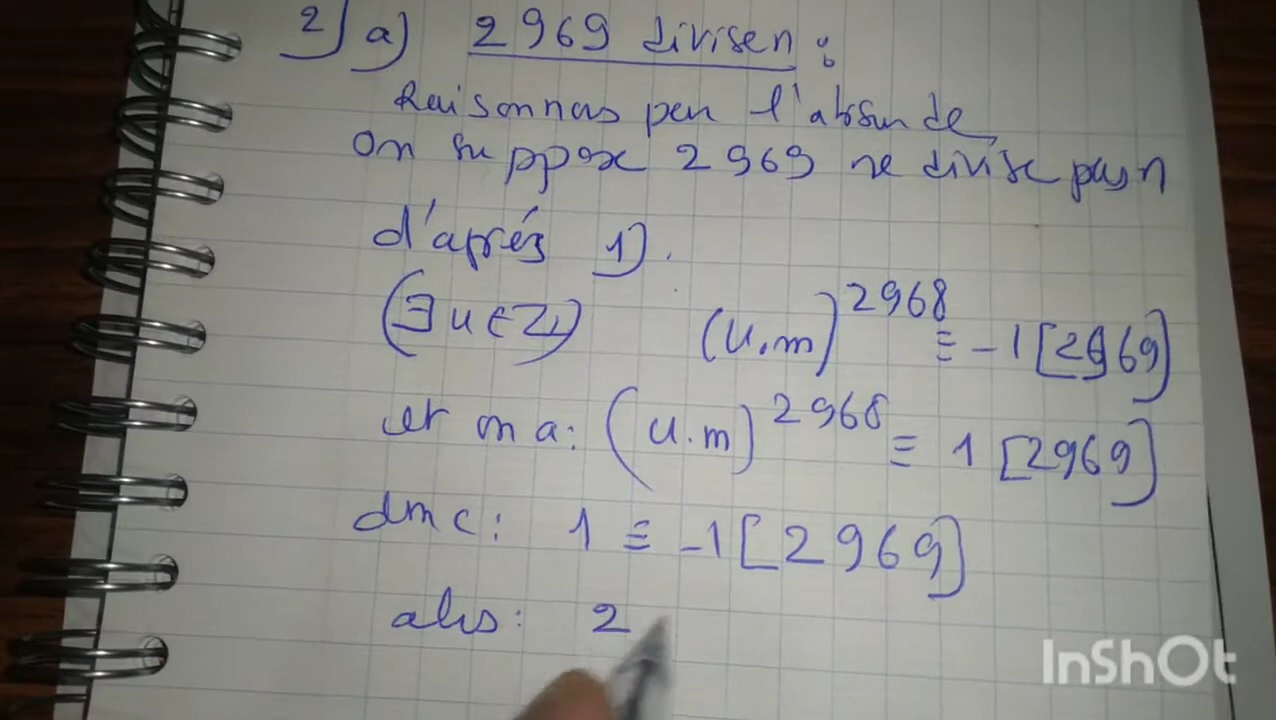 2) a) 2969 divise n :
Raisonnons par l'absurde
on suppose 2969 ne divise pas n
d'après 1).
(∃u∈ℤ) (u.m)^2968 ≡ -1 [2969]
et on a: (u.m)^2968 ≡ 1 [2969]
donc: 1 ≡ -1 [2969]
alors: 2
InShOt